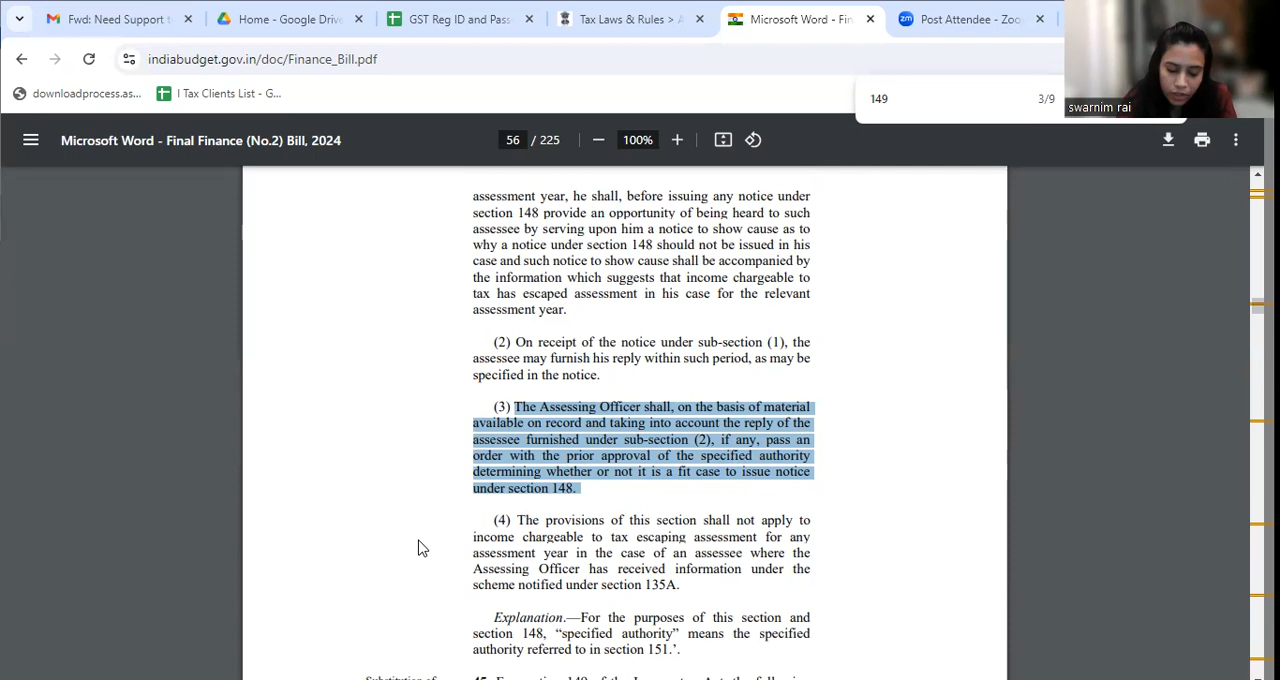 Fwd: Need Support t
Home - Google Drive
GST Reg ID and Pass
Tax Laws & Rules > A
Microsoft Word - Fin
Post Attendee - Zoo
indiabudget.gov.in/doc/Finance_Bill.pdf
downloadprocess.as...
I Tax Clients List - G...
149
3/9
swarnim rai
Microsoft Word - Final Finance (No.2) Bill, 2024
56 / 225
100%
assessment year, he shall, before issuing any notice under
section 148 provide an opportunity of being heard to such
assessee by serving upon him a notice to show cause as to
why a notice under section 148 should not be issued in his
case and such notice to show cause shall be accompanied by
the information which suggests that income chargeable to
tax has escaped assessment in his case for the relevant
assessment year.
(2) On receipt of the notice under sub-section (1), the
assessee may furnish his reply within such period, as may be
specified in the notice.
(3) The Assessing Officer shall, on the basis of material
available on record and taking into account the reply of the
assessee furnished under sub-section (2), if any, pass an
order with the prior approval of the specified authority
determining whether or not it is a fit case to issue notice
under section 148.
(4) The provisions of this section shall not apply to
income chargeable to tax escaping assessment for any
assessment year in the case of an assessee where the
Assessing Officer has received information under the
scheme notified under section 135A.
Explanation.—For the purposes of this section and
section 148, “specified authority” means the specified
authority referred to in section 151.’.
Substitution of